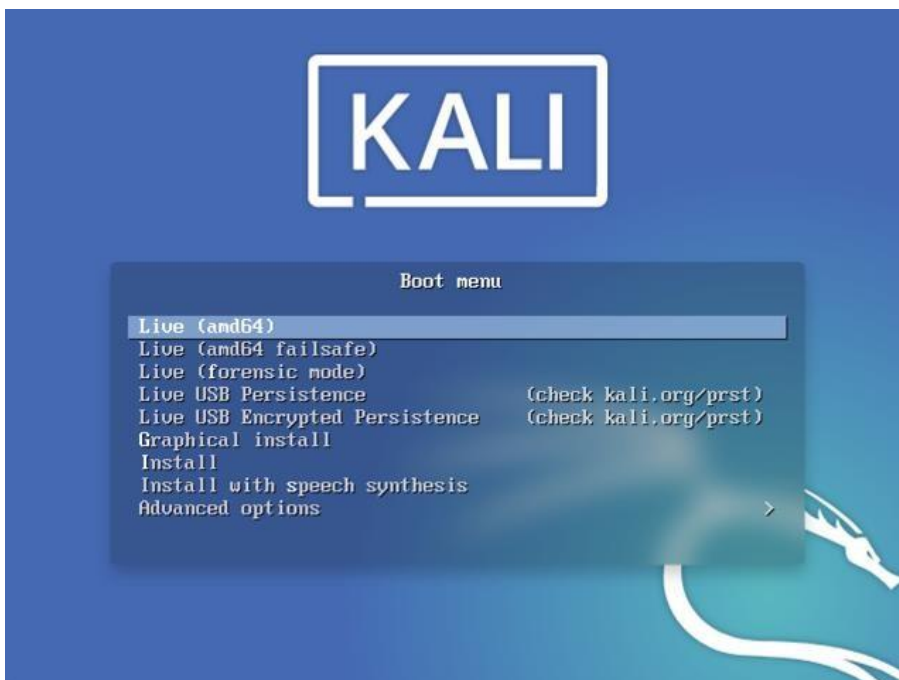 KALI
Boot menu
Live (amd64)
Live (amd64 failsafe)
Live (forensic mode)
Live USB Persistence (check kali.org/prst)
Live USB Encrypted Persistence (check kali.org/prst)
Graphical install
Install
Install with speech synthesis
Advanced options >